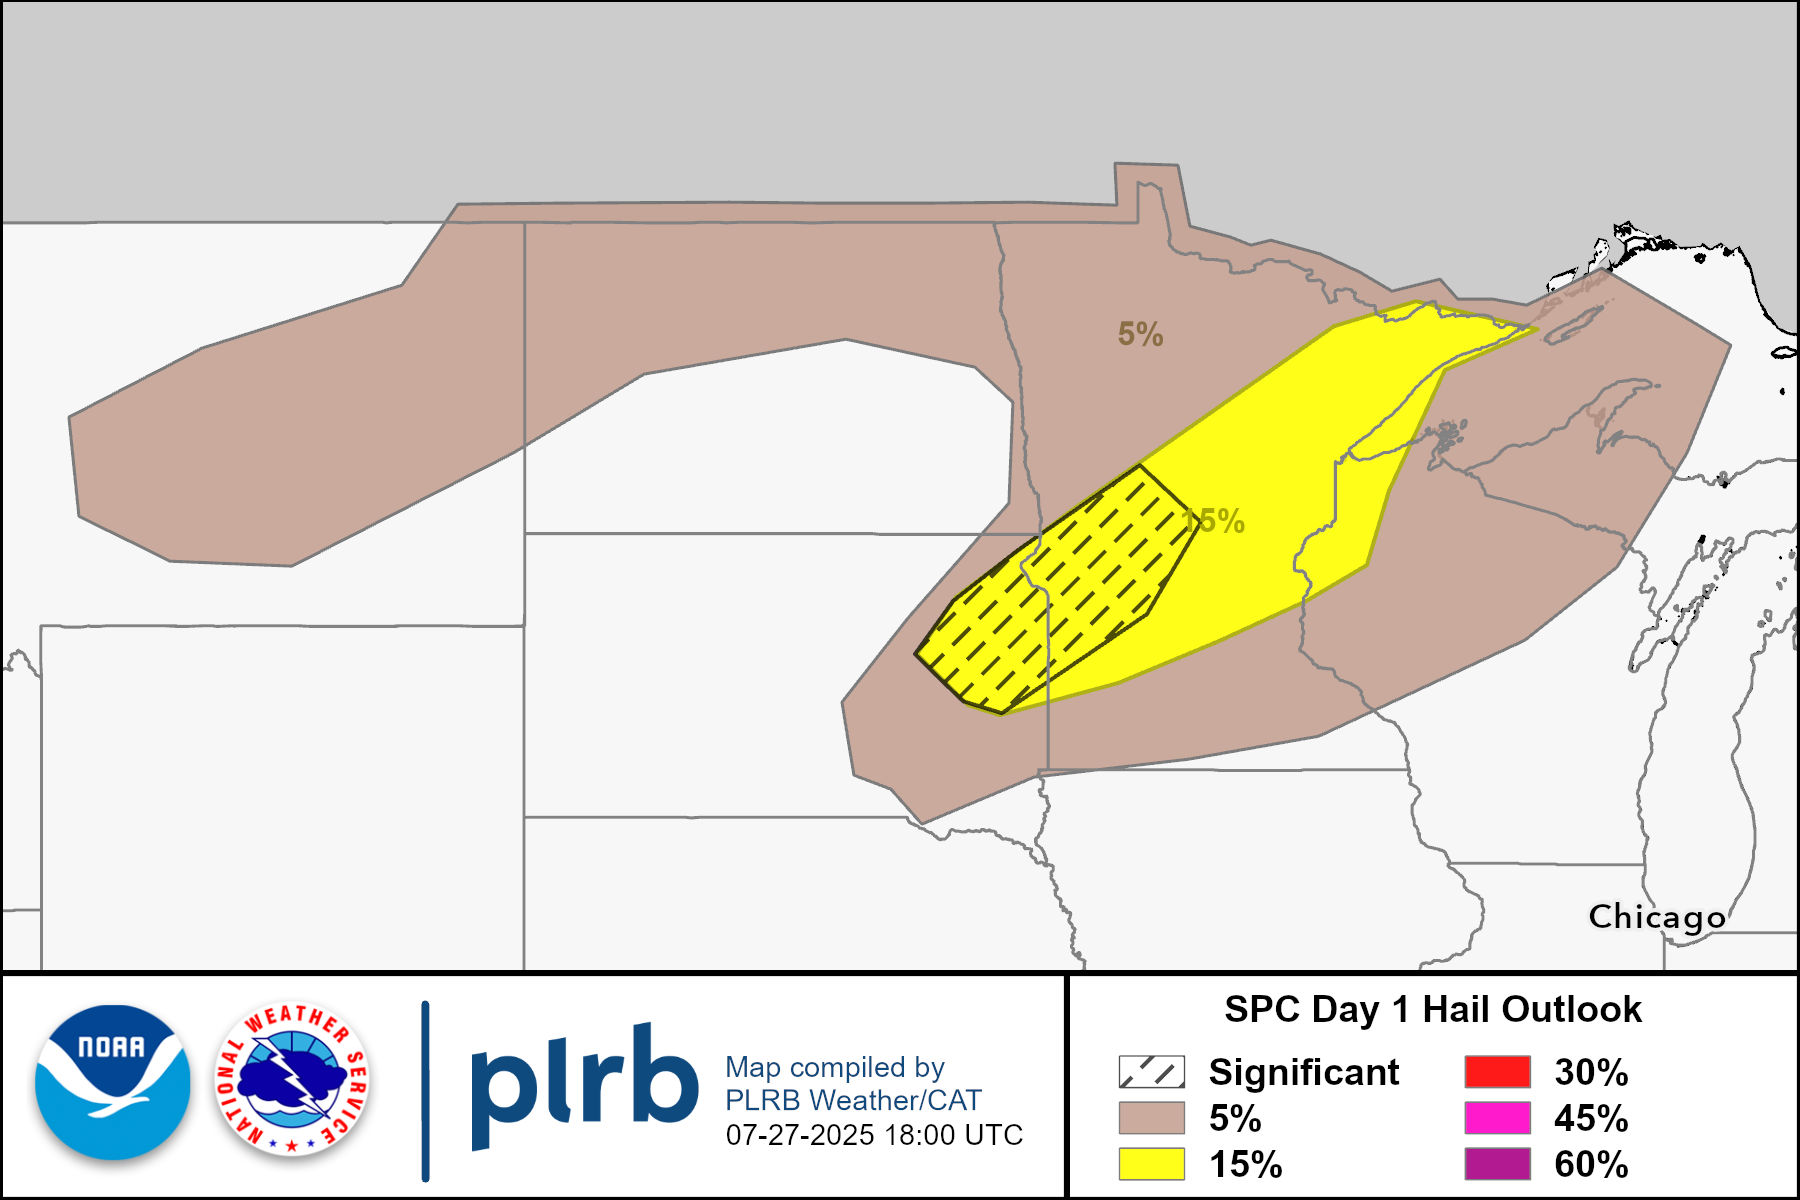 5%
15%
Chicago
NOAA
NATIONAL WEATHER SERVICE
plrb
Map compiled by
PLRB Weather/CAT
07-27-2025 18:00 UTC
SPC Day 1 Hail Outlook
Significant
5%
15%
30%
45%
60%